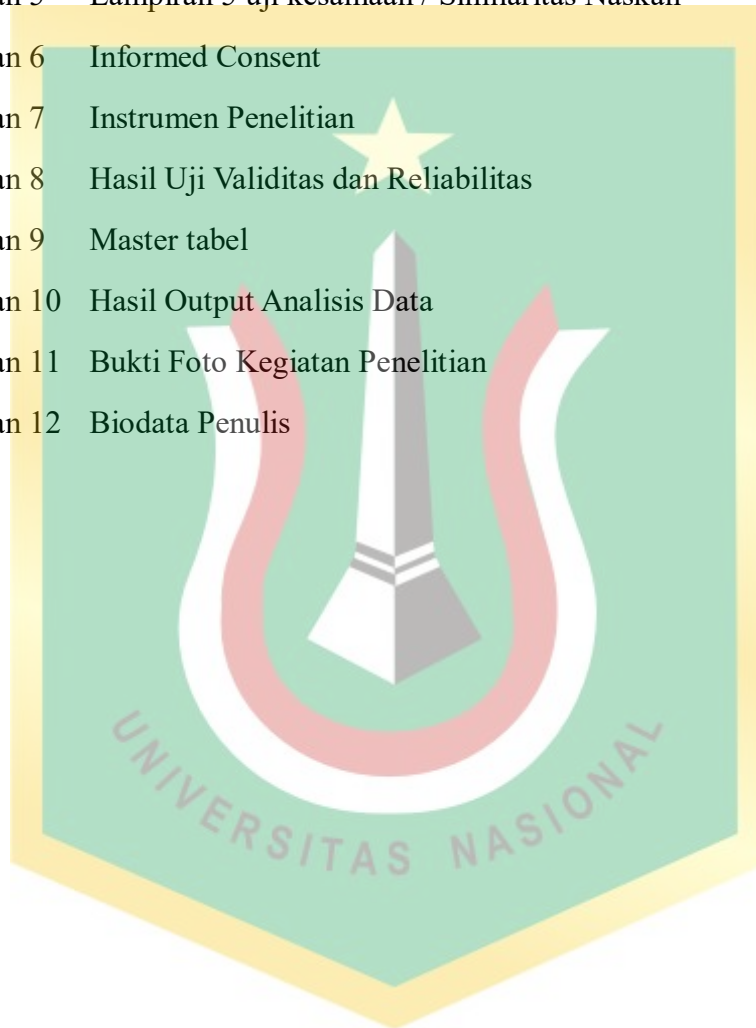 an 5 Lampiran 5 uji kesamaan / Similaritas Naskah
an 6 Informed Consent
an 7 Instrumen Penelitian
an 8 Hasil Uji Validitas dan Reliabilitas
an 9 Master tabel
an 10 Hasil Output Analisis Data
an 11 Bukti Foto Kegiatan Penelitian
an 12 Biodata Penulis
UNIVERSITAS NASIONAL